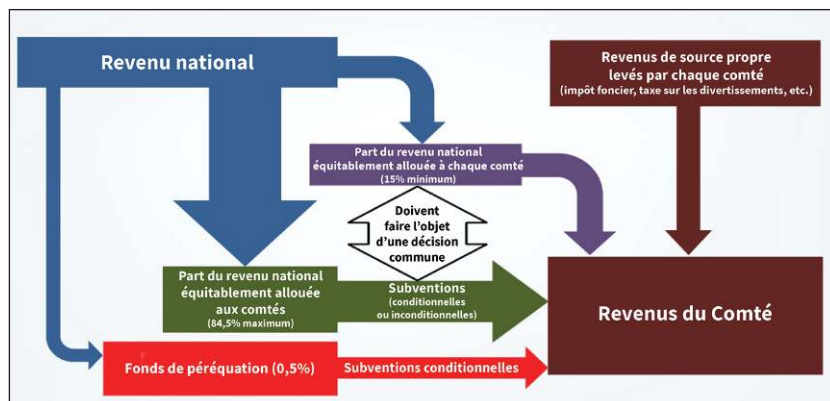 Revenu national
Revenus de source propre
levés par chaque comté
(impôt foncier, taxe sur les divertissements, etc.)
Part du revenu national
équitablement allouée à chaque comté
(15% minimum)
Doivent
faire l'objet
d'une décision
commune
Part du revenu national
équitablement allouée
aux comtés
(84,5% maximum)
Subventions
(conditionnelles
ou inconditionnelles)
Revenus du Comté
Fonds de péréquation (0,5%)
Subventions conditionnelles